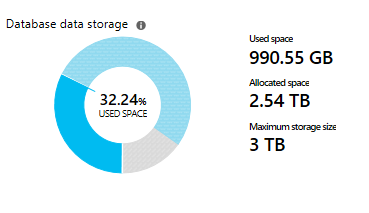 Database data storage
32.24%
USED SPACE
Used space
990.55 GB
Allocated space
2.54 TB
Maximum storage size
3 TB